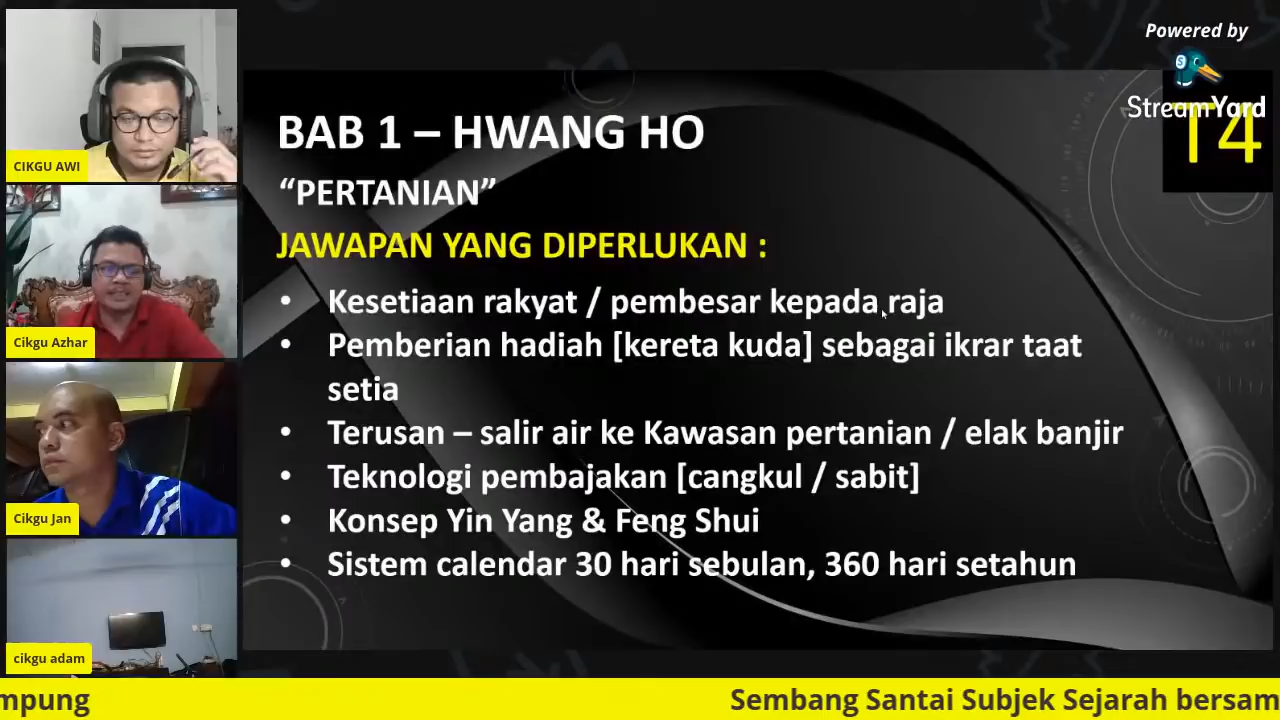 Powered by
StreamYard
T4
CIKGU AWI
Cikgu Azhar
Cikgu Jan
cikgu adam
BAB 1 – HWANG HO
“PERTANIAN”
JAWAPAN YANG DIPERLUKAN :
• Kesetiaan rakyat / pembesar kepada raja
• Pemberian hadiah [kereta kuda] sebagai ikrar taat
setia
• Terusan – salir air ke Kawasan pertanian / elak banjir
• Teknologi pembajakan [cangkul / sabit]
• Konsep Yin Yang & Feng Shui
• Sistem calendar 30 hari sebulan, 360 hari setahun
mpung Sembang Santai Subjek Sejarah bersam